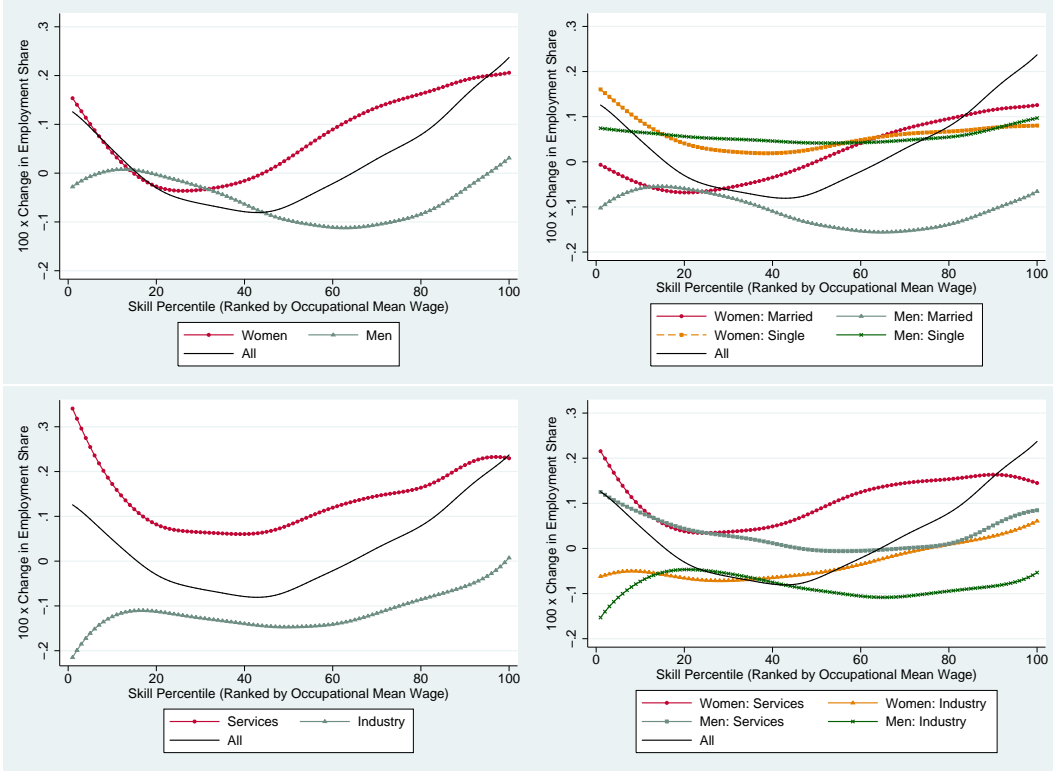 100 x Change in Employment Share
.3
.2
.1
0
-.1
-.2
0 20 40 60 80 100
Skill Percentile (Ranked by Occupational Mean Wage)
Women Men
All
100 x Change in Employment Share
.3
.2
.1
0
-.1
-.2
0 20 40 60 80 100
Skill Percentile (Ranked by Occupational Mean Wage)
Women: Married Men: Married
Women: Single Men: Single
All
100 x Change in Employment Share
.3
.2
.1
0
-.1
-.2
0 20 40 60 80 100
Skill Percentile (Ranked by Occupational Mean Wage)
Services Industry
All
100 x Change in Employment Share
.3
.2
.1
0
-.1
-.2
0 20 40 60 80 100
Skill Percentile (Ranked by Occupational Mean Wage)
Women: Services Women: Industry
Men: Services Men: Industry
All